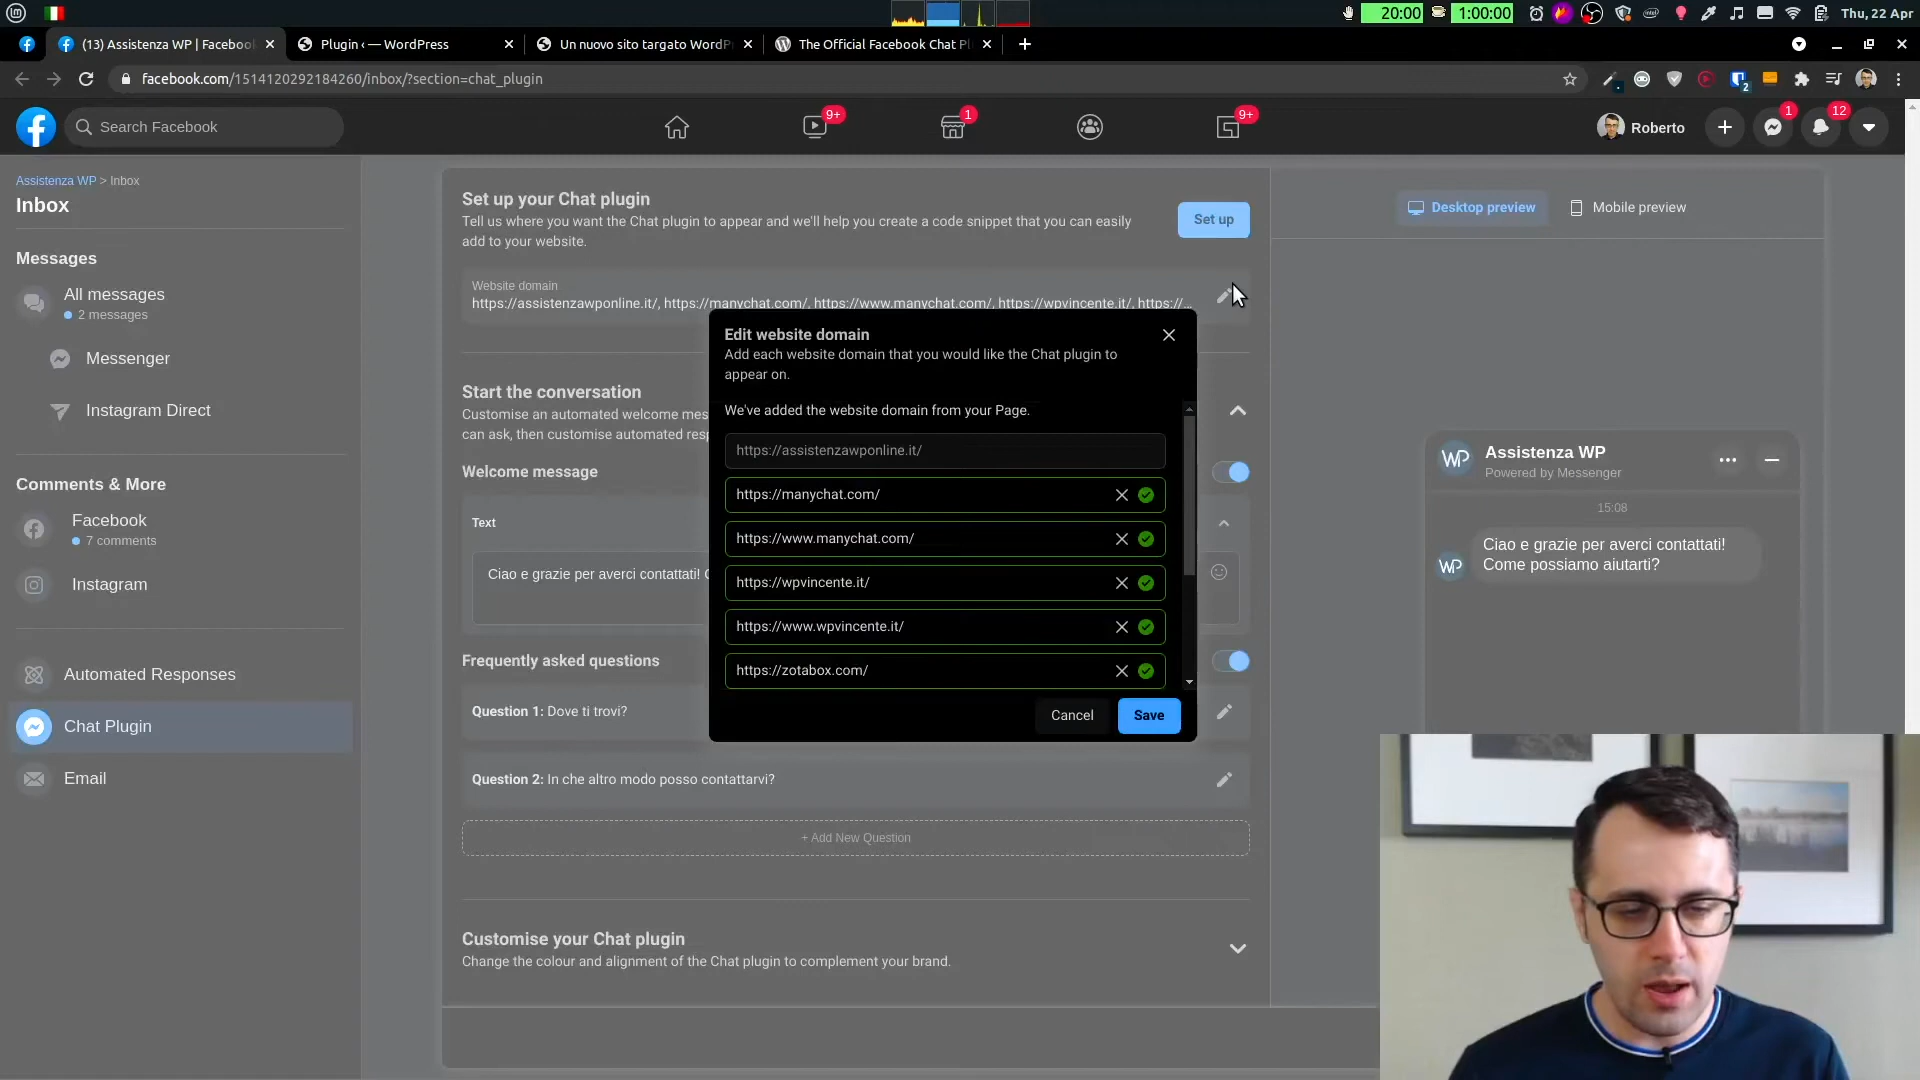 20:00
1:00:00
Thu, 22 Apr
(13) Assistenza WP | Facebook
Plugin ‹ — WordPress
Un nuovo sito targato WordPr
The Official Facebook Chat Pl
facebook.com/1514120292184260/inbox/?section=chat_plugin
2
Search Facebook
9+
1
9+
Roberto
1
12
Assistenza WP > Inbox
Inbox
Messages
All messages
2 messages
Messenger
Instagram Direct
Comments & More
Facebook
7 comments
Instagram
Automated Responses
Chat Plugin
Email
Set up your Chat plugin
Tell us where you want the Chat plugin to appear and we'll help you create a code snippet that you can easily
add to your website.
Set up
Website domain
https://assistenzawponline.it/, https://manychat.com/, https://www.manychat.com/, https://wpvincente.it/, https://...
Start the conversation
Customise an automated welcome mes
can ask, then customise automated resp
Welcome message
Text
Ciao e grazie per averci contattati! C
Frequently asked questions
Question 1: Dove ti trovi?
Question 2: In che altro modo posso contattarvi?
+ Add New Question
Customise your Chat plugin
Change the colour and alignment of the Chat plugin to complement your brand.
Edit website domain
Add each website domain that you would like the Chat plugin to
appear on.
We've added the website domain from your Page.
https://assistenzawponline.it/
https://manychat.com/
https://www.manychat.com/
https://wpvincente.it/
https://www.wpvincente.it/
https://zotabox.com/
Cancel
Save
Desktop preview
Mobile preview
WP
Assistenza WP
Powered by Messenger
15:08
WP
Ciao e grazie per averci contattati!
Come possiamo aiutarti?